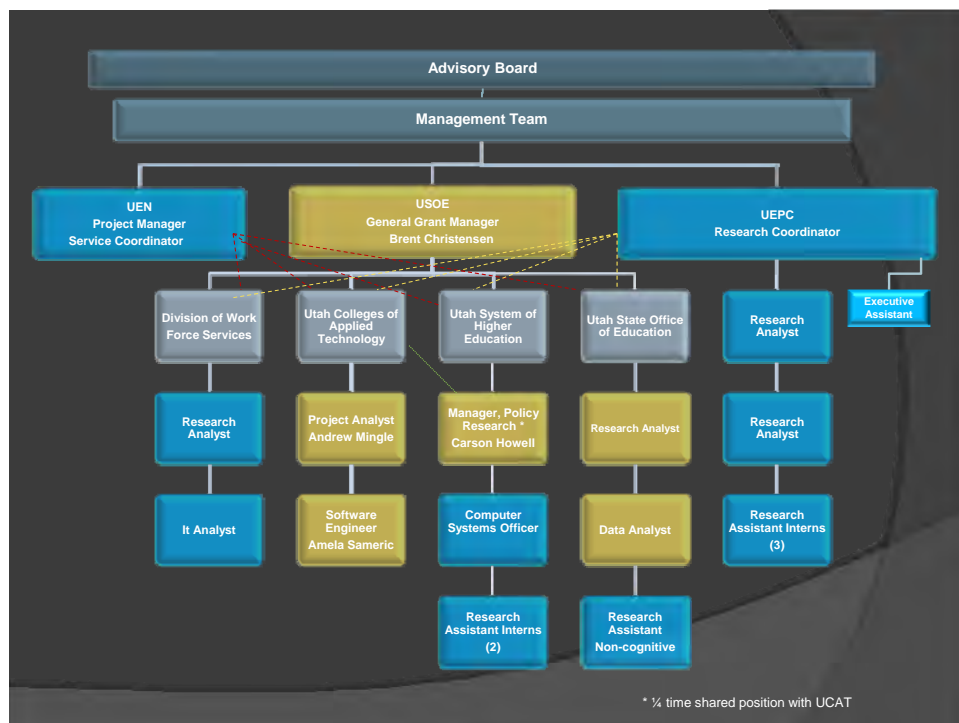 Advisory Board
Management Team
UEN
Project Manager
Service Coordinator
USOE
General Grant Manager
Brent Christensen
UEPC
Research Coordinator
Division of Work
Force Services
Utah Colleges of
Applied
Technology
Utah System of
Higher
Education
Utah State Office
of Education
Research
Analyst
Executive
Assistant
Research
Analyst
Project Analyst
Andrew Mingle
Manager, Policy
Research *
Carson Howell
Research Analyst
Research
Analyst
It Analyst
Software
Engineer
Amela Sameric
Computer
Systems Officer
Data Analyst
Research
Assistant Interns
(3)
Research
Assistant Interns
(2)
Research
Assistant
Non-cognitive
* ¼ time shared position with UCAT